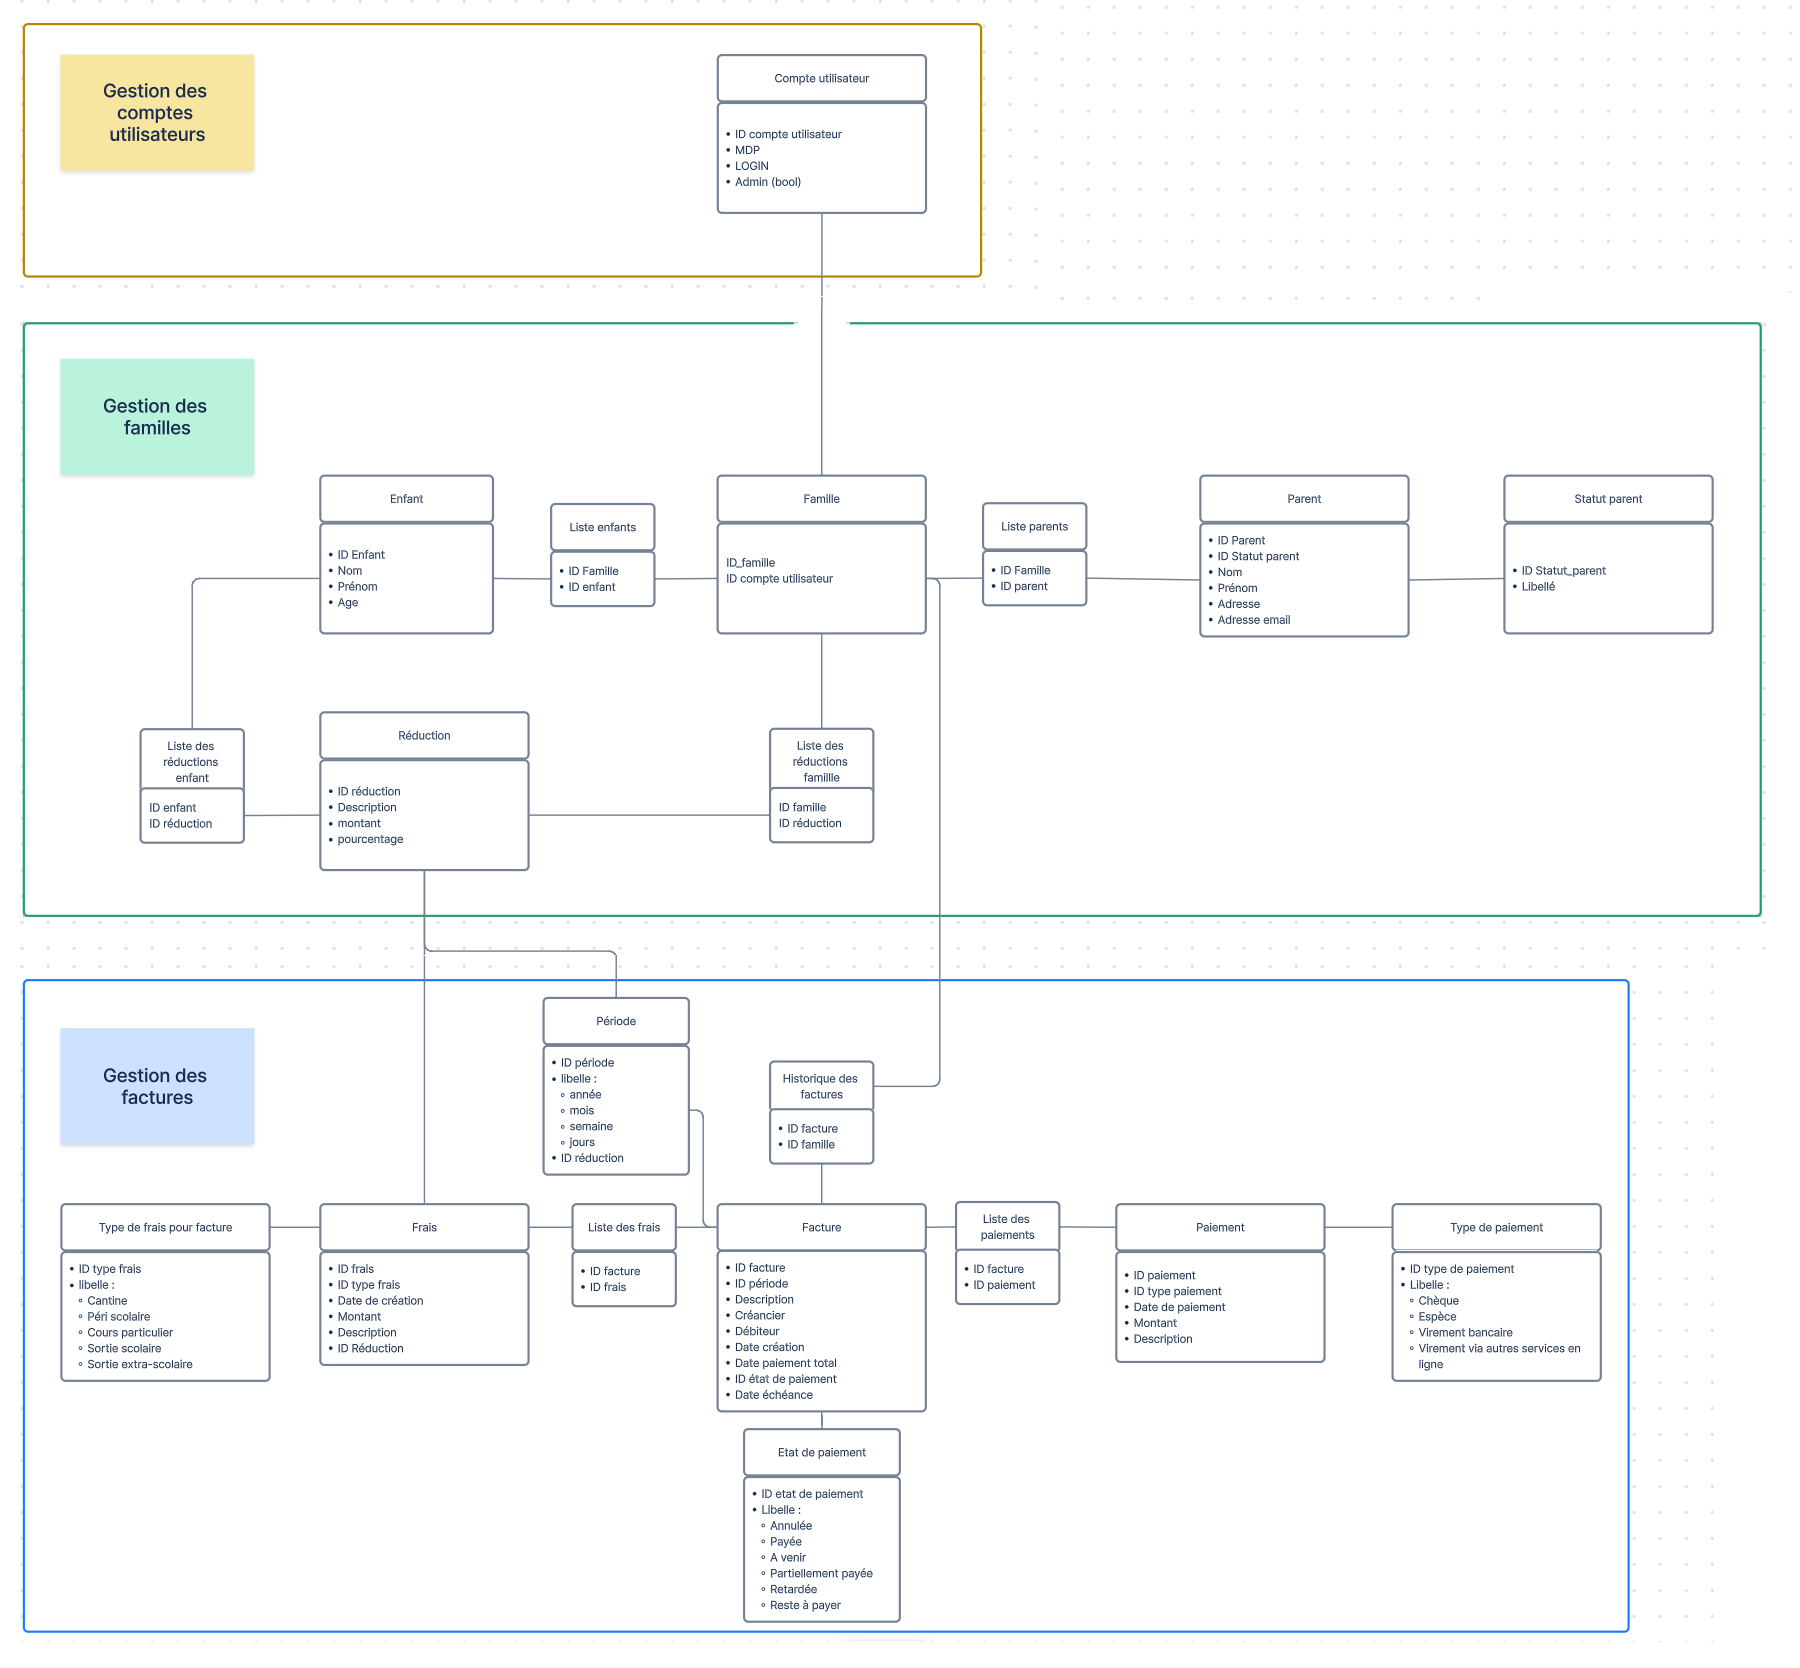 Gestion des
comptes
utilisateurs
Compte utilisateur
• ID compte utilisateur
• MDP
• LOGIN
• Admin (bool)
Gestion des
familles
Enfant
• ID Enfant
• Nom
• Prénom
• Age
Liste enfants
• ID Famille
• ID enfant
Famille
ID_famille
ID compte utilisateur
Liste parents
• ID Famille
• ID parent
Parent
• ID Parent
• ID Statut parent
• Nom
• Prénom
• Adresse
• Adresse email
Statut parent
• ID Statut_parent
• Libellé
Liste des
réductions
enfant
ID enfant
ID réduction
Réduction
• ID réduction
• Description
• montant
• pourcentage
Liste des
réductions
famillle
ID famille
ID réduction
Gestion des
factures
Période
• ID période
• libelle :
◦ année
◦ mois
◦ semaine
◦ jours
• ID réduction
Historique des
factures
• ID facture
• ID famille
Type de frais pour facture
• ID type frais
• libelle :
◦ Cantine
◦ Péri scolaire
◦ Cours particulier
◦ Sortie scolaire
◦ Sortie extra-scolaire
Frais
• ID frais
• ID type frais
• Date de création
• Montant
• Description
• ID Réduction
Liste des frais
• ID facture
• ID frais
Facture
• ID facture
• ID période
• Description
• Créancier
• Débiteur
• Date création
• Date paiement total
• ID état de paiement
• Date échéance
Liste des
paiements
• ID facture
• ID paiement
Paiement
• ID paiement
• ID type paiement
• Date de paiement
• Montant
• Description
Type de paiement
• ID type de paiement
• Libelle :
◦ Chèque
◦ Espèce
◦ Virement bancaire
◦ Virement via autres services en
ligne
Etat de paiement
• ID etat de paiement
• Libelle :
◦ Annulée
◦ Payée
◦ A venir
◦ Partiellement payée
◦ Retardée
◦ Reste à payer